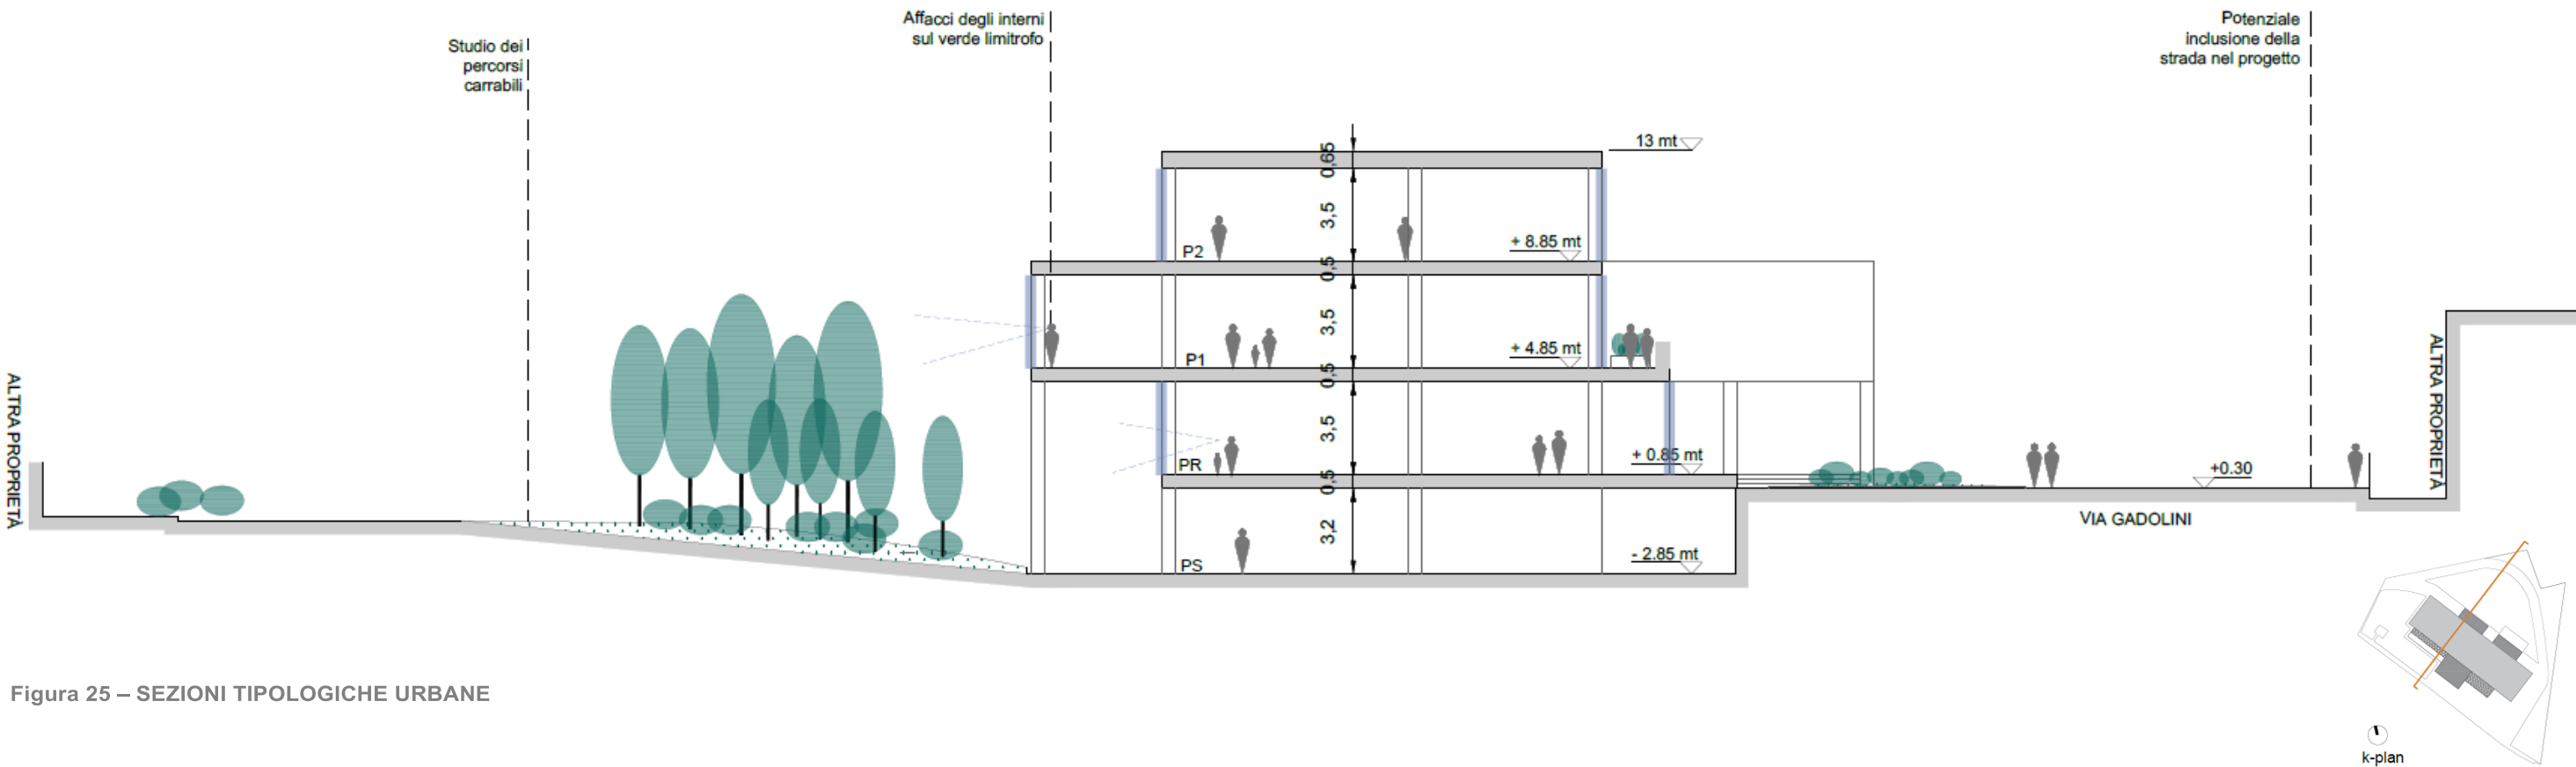 Studio dei
percorsi
carrabili
Affacci degli interni
sul verde limitrofo
Potenziale
inclusione della
strada nel progetto
13 mt
0,65
3,5
P2
+ 8.85 mt
0,5
3,5
P1
+ 4.85 mt
0,5
3,5
PR
+ 0.85 mt
0,5
3,2
PS
- 2.85 mt
+0.30
VIA GADOLINI
ALTRA PROPRIETÀ
ALTRA PROPRIETÀ
k-plan
Figura 25 – SEZIONI TIPOLOGICHE URBANE